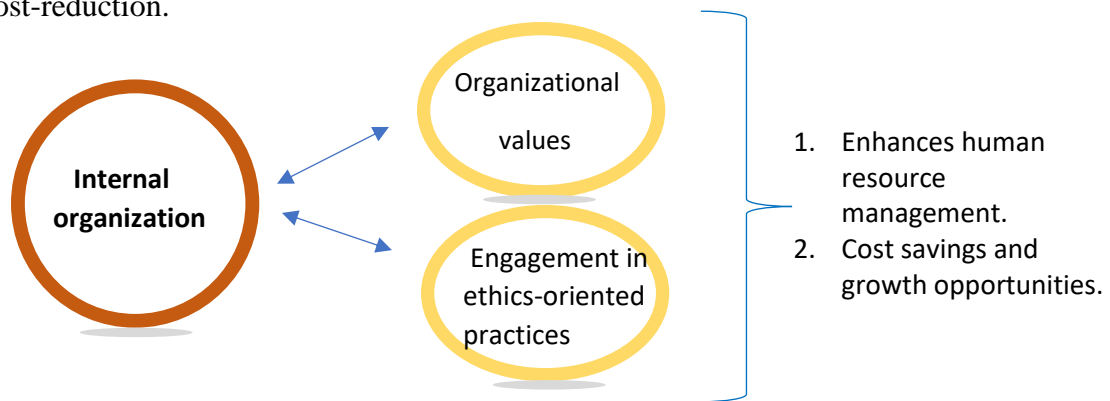 ost-reduction.
Organizational
values
Internal
organization
Engagement in
ethics-oriented
practices
1. Enhances human
resource
management.
2. Cost savings and
growth opportunities.